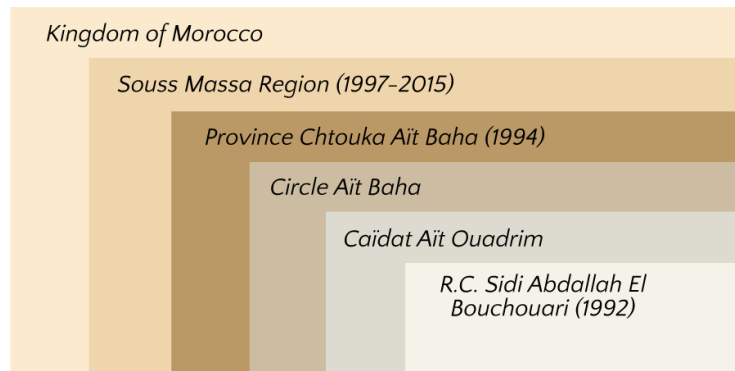 Kingdom of Morocco
Souss Massa Region (1997-2015)
Province Chtouka Aït Baha (1994)
Circle Aït Baha
Caïdat Aït Ouadrim
R.C. Sidi Abdallah El
Bouchouari (1992)